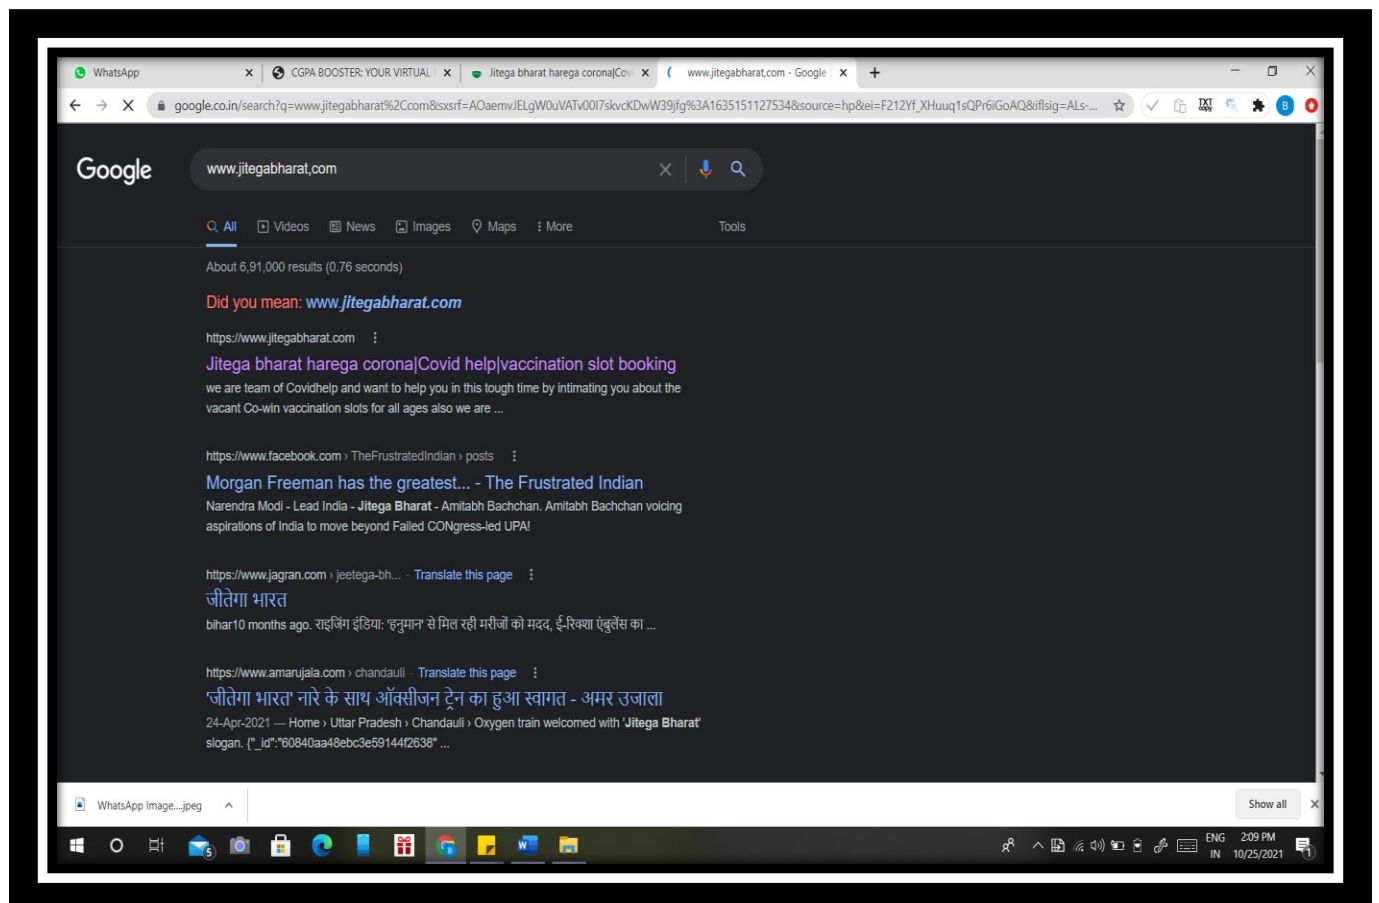 WhatsApp
CGPA BOOSTER: YOUR VIRTUAL
Jitega bharat harega corona|Covi
www.jitegabharat,com - Google
google.co.in/search?q=www.jitegabharat%2Ccom&sxsrf=AOaemvJELgW0uVATv00I7skvcKDwW39jfg%3A1635151127534&source=hp&ei=F212Yf_XHuuq1sQPr6iGoAQ&iflsig=ALs-...
Google
www.jitegabharat,com
All Videos News Images Maps More Tools
About 6,91,000 results (0.76 seconds)
Did you mean: www.jitegabharat.com
https://www.jitegabharat.com
Jitega bharat harega corona|Covid help|vaccination slot booking
we are team of Covidhelp and want to help you in this tough time by intimating you about the
vacant Co-win vaccination slots for all ages also we are ...
https://www.facebook.com › TheFrustratedIndian › posts
Morgan Freeman has the greatest... - The Frustrated Indian
Narendra Modi - Lead India - Jitega Bharat - Amitabh Bachchan. Amitabh Bachchan voicing
aspirations of India to move beyond Failed CONgress-led UPA!
https://www.jagran.com › jeetega-bh... · Translate this page
जीतेगा भारत
bihar10 months ago. राइजिंग इंडिया: 'हनुमान' से मिल रही मरीजों को मदद, ई-रिक्शा एंबुलेंस का ...
https://www.amarujala.com › chandauli · Translate this page
'जीतेगा भारत' नारे के साथ ऑक्सीजन ट्रेन का हुआ स्वागत - अमर उजाला
24-Apr-2021 — Home › Uttar Pradesh › Chandauli › Oxygen train welcomed with 'Jitega Bharat'
slogan. {"_id":"60840aa48ebc3e59144f2638" ...
WhatsApp Image....jpeg
Show all
ENG 2:09 PM
IN 10/25/2021